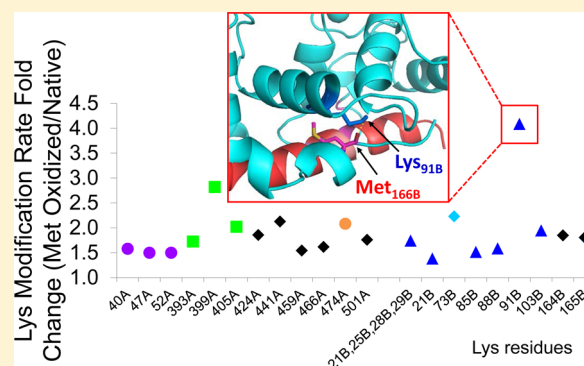 Lys Modification Rate Fold
Change (Met Oxidized/Native)
4.5
4.0
3.5
3.0
2.5
2.0
1.5
1.0
Lys91B
Met166B
40A
47A
52A
393A
399A
405A
424A
441A
459A
466A
474A
501A
21B,25B,28B,29B
21B
73B
85B
88B
91B
103B
164B
165B
Lys residues